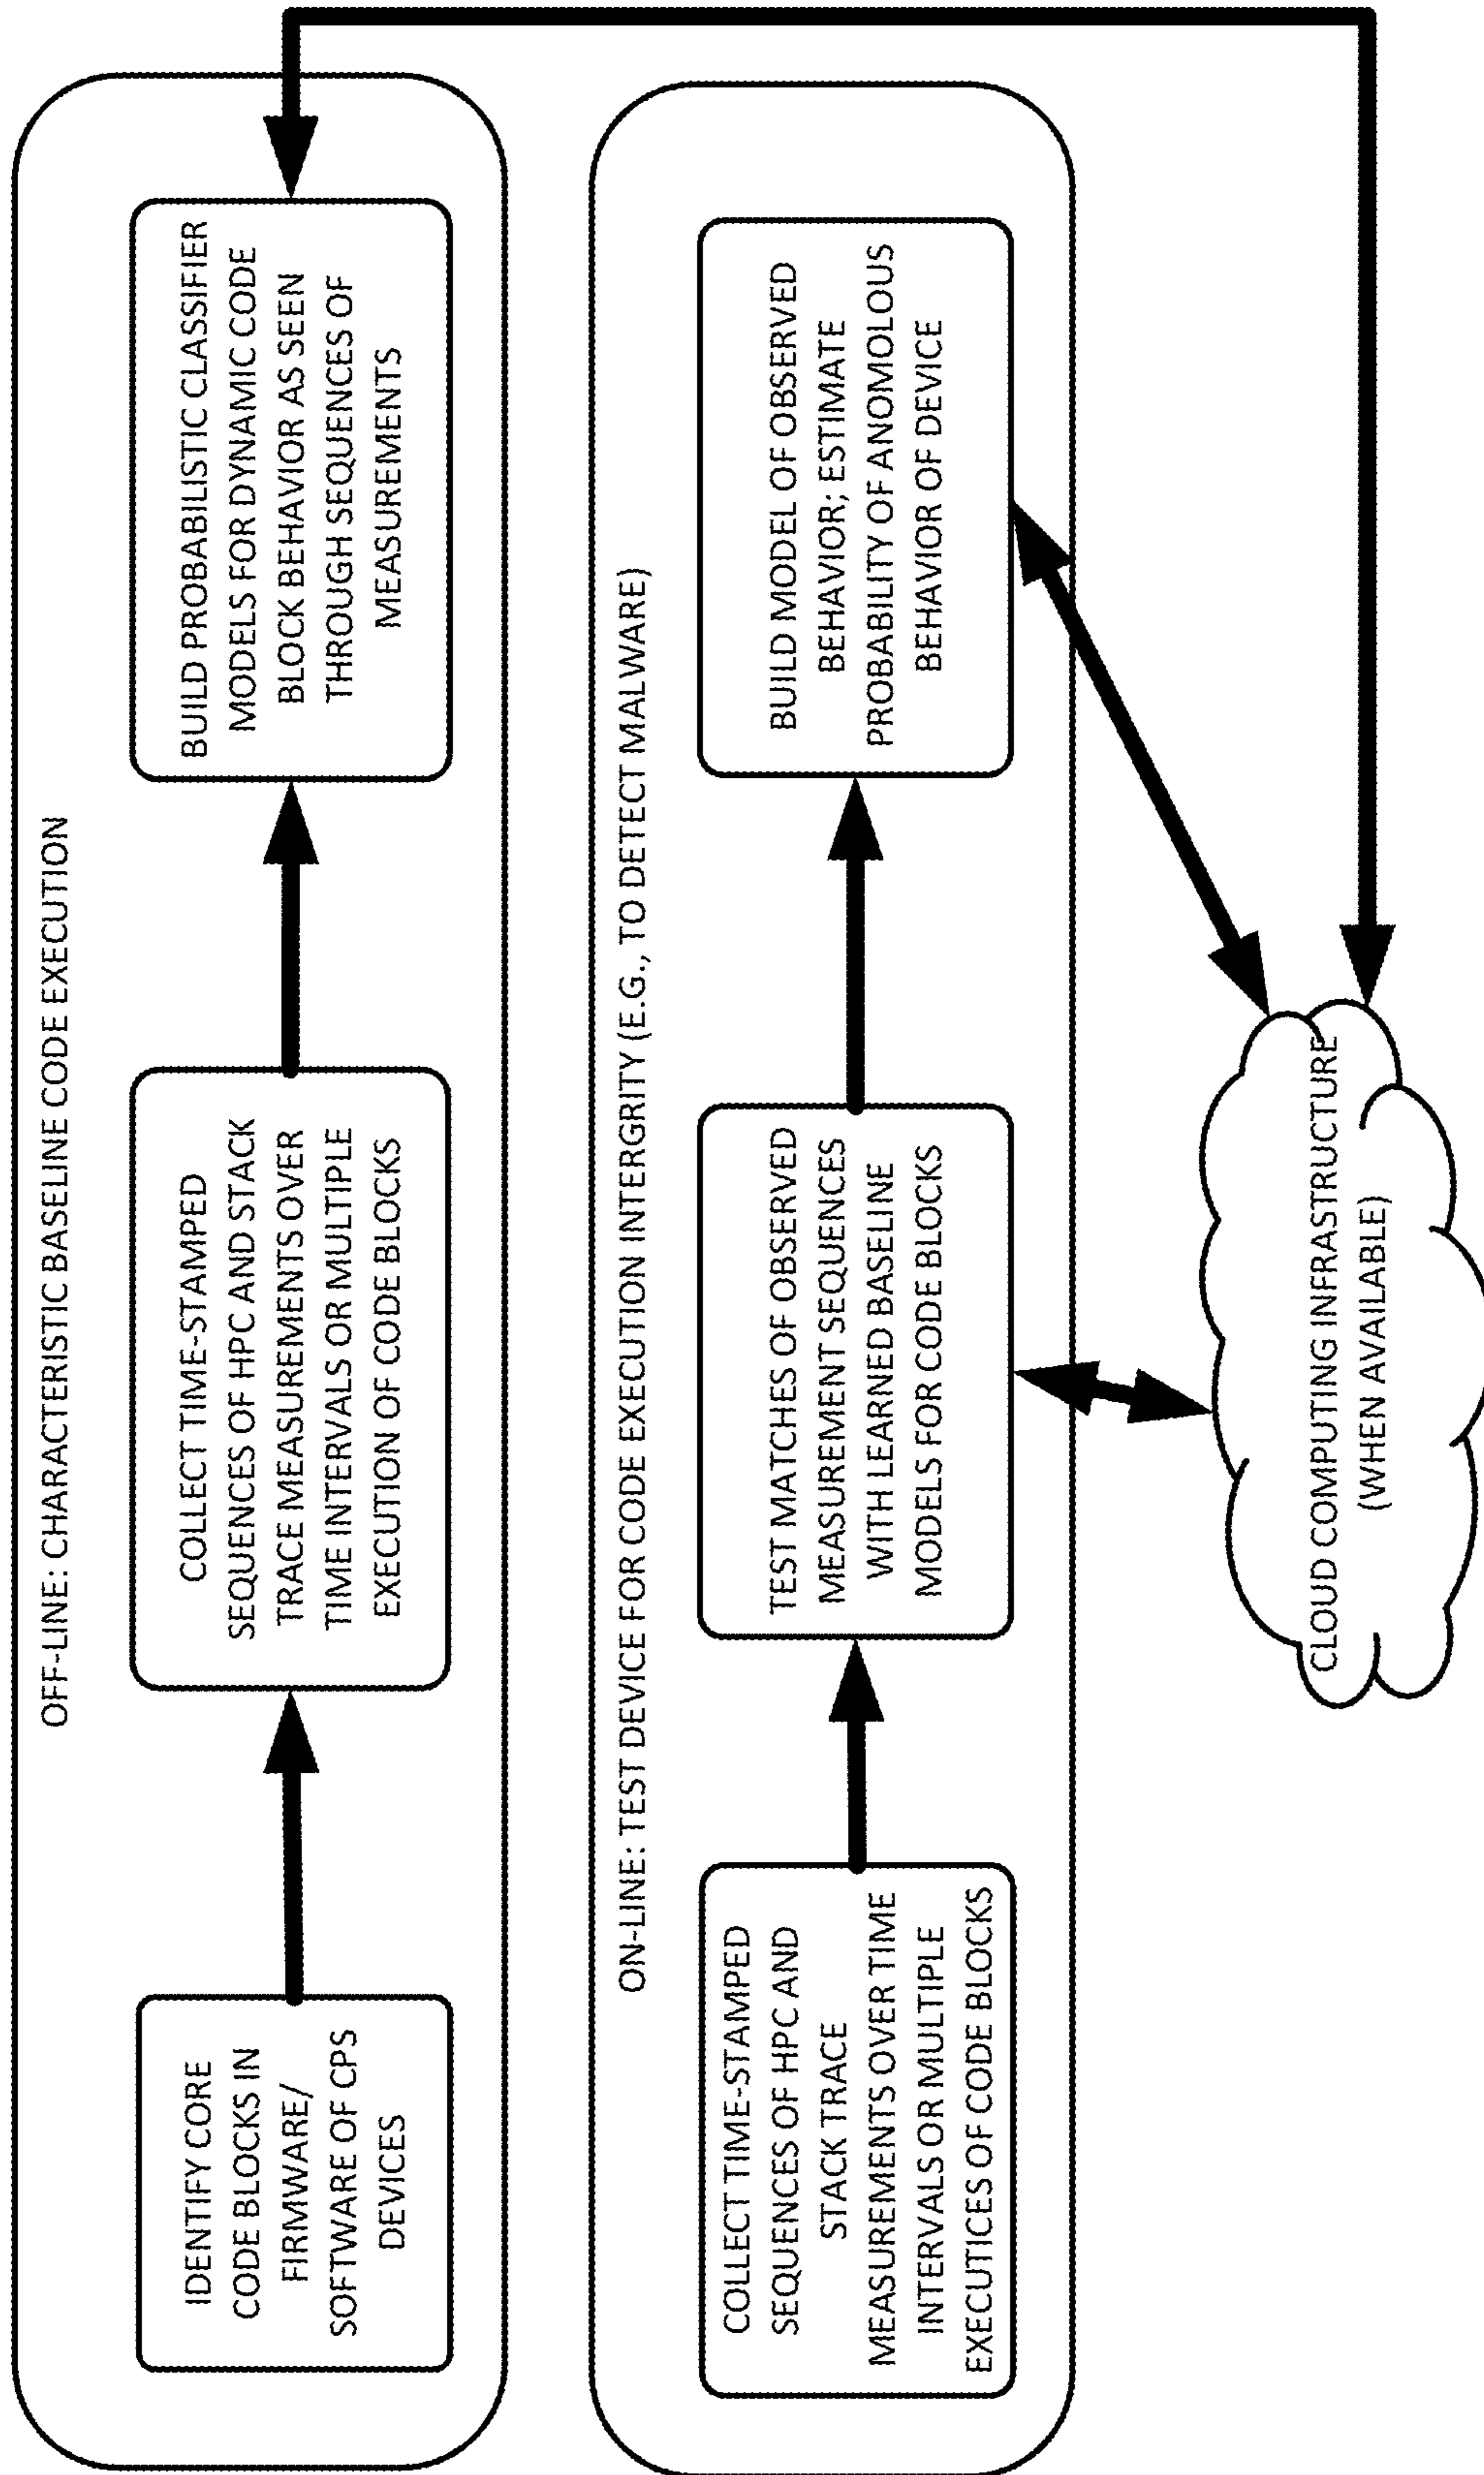 OFF-LINE: CHARACTERISTIC BASELINE CODE EXECUTION
IDENTIFY CORE
CODE BLOCKS IN
FIRMWARE/
SOFTWARE OF CPS
DEVICES
COLLECT TIME-STAMPED
SEQUENCES OF HPC AND STACK
TRACE MEASUREMENTS OVER
TIME INTERVALS OR MULTIPLE
EXECUTION OF CODE BLOCKS
BUILD PROBABILISTIC CLASSIFIER
MODELS FOR DYNAMIC CODE
BLOCK BEHAVIOR AS SEEN
THROUGH SEQUENCES OF
MEASUREMENTS
ON-LINE: TEST DEVICE FOR CODE EXECUTION INTERGRITY (E.G., TO DETECT MALWARE)
COLLECT TIME-STAMPED
SEQUENCES OF HPC AND
STACK TRACE
MEASUREMENTS OVER TIME
INTERVALS OR MULTIPLE
EXECUTICES OF CODE BLOCKS
TEST MATCHES OF OBSERVED
MEASUREMENT SEQUENCES
WITH LEARNED BASELINE
MODELS FOR CODE BLOCKS
BUILD MODEL OF OBSERVED
BEHAVIOR; ESTIMATE
PROBABILITY OF ANOMOLOUS
BEHAVIOR OF DEVICE
CLOUD COMPUTING INFRASTRUCTURE
(WHEN AVAILABLE)